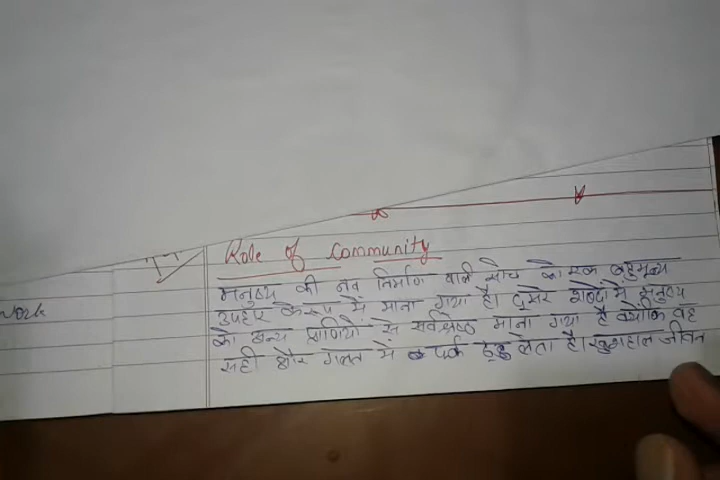 Role of Community
work
मनुष्य की नव निर्माण वाली सोच को एक बहुमूल्य
उपहार के रूप में माना गया है। दूसरे शब्दों में मनुष्य
को अन्य प्राणियों से सर्वश्रेष्ठ माना गया है क्योंकि वह
सही और गलत में फर्क ढूंढ लेता है। खुशहाल जीवन